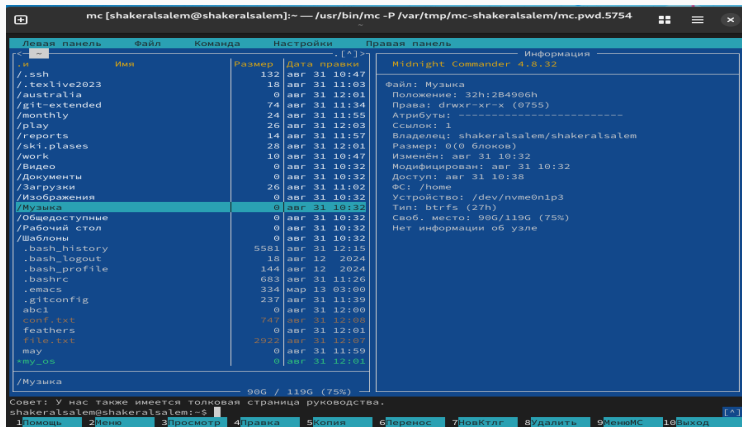 mc [shakeralsalem@shakeralsalem]:~ — /usr/bin/mc -P /var/tmp/mc-shakeralsalem/mc.pwd.5754
~
Левая панель Файл Команда Настройки Правая панель
<- ~ .[^]>
.и Имя Размер Дата правки
/.ssh 132 авг 31 10:47
/.texlive2023 18 авг 31 11:03
/australia 0 авг 31 12:01
/git-extended 74 авг 31 11:34
/monthly 24 авг 31 11:55
/play 26 авг 31 12:03
/reports 14 авг 31 11:57
/ski.plases 28 авг 31 12:01
/work 10 авг 31 10:47
/Видео 0 авг 31 10:32
/Документы 0 авг 31 10:32
/Загрузки 26 авг 31 11:02
/Изображения 0 авг 31 10:32
/Музыка 0 авг 31 10:32
/Общедоступные 0 авг 31 10:32
/Рабочий стол 0 авг 31 10:32
/Шаблоны 0 авг 31 10:32
.bash_history 5581 авг 31 12:15
.bash_logout 18 авг 12 2024
.bash_profile 144 авг 12 2024
.bashrc 683 авг 31 11:26
.emacs 334 мар 13 03:00
.gitconfig 237 авг 31 11:39
abc1 0 авг 31 12:00
conf.txt 747 авг 31 12:08
feathers 0 авг 31 12:01
file.txt 2922 авг 31 12:07
may 0 авг 31 11:59
*my_os 0 авг 31 12:01
/Музыка
90G / 119G (75%)
Информация
Midnight Commander 4.8.32
Файл: Музыка
Положение: 32h:2B4906h
Права: drwxr-xr-x (0755)
Атрибуты: -------------------------
Ссылок: 1
Владелец: shakeralsalem/shakeralsalem
Размер: 0(0 блоков)
Изменён: авг 31 10:32
Модифицирован: авг 31 10:32
Доступ: авг 31 10:38
ФС: /home
Устройство: /dev/nvme0n1p3
Тип: btrfs (27h)
Своб. место: 90G/119G (75%)
Нет информации об узле
Совет: У нас также имеется толковая страница руководства.
shakeralsalem@shakeralsalem:~$ [^]
1Помощь 2Меню 3Просмотр 4Правка 5Копия 6Перенос 7НовКтлг 8Удалить 9МенюМС 10Выход